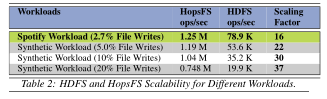 Workloads HopsFS ops/sec HDFS ops/sec Scaling Factor
Spotify Workload (2.7% File Writes) 1.25 M 78.9 K 16
Synthetic Workload (5.0% File Writes) 1.19 M 53.6 K 22
Synthetic Workload (10% File Writes) 1.04 M 35.2 K 30
Synthetic Workload (20% File Writes) 0.748 M 19.9 K 37
Table 2: HDFS and HopsFS Scalability for Different Workloads.